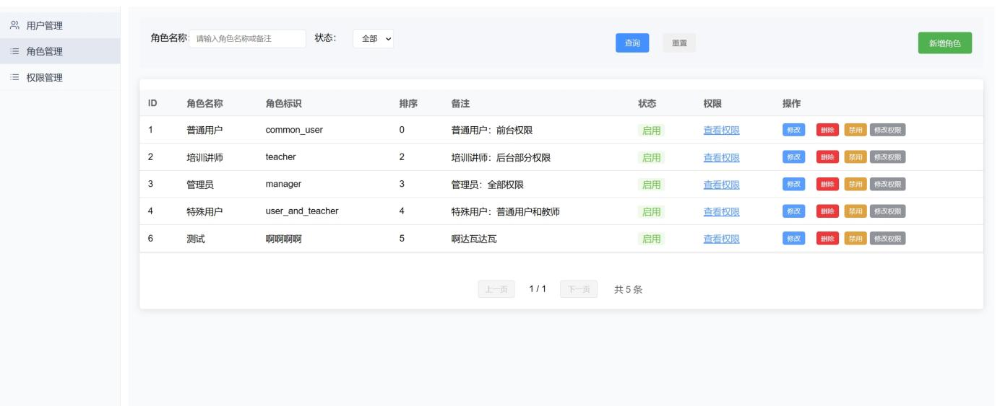 用户管理
角色管理
权限管理
角色名称: 请输入角色名称或备注 状态: 全部 查询 重置 新增角色
ID 角色名称 角色标识 排序 备注 状态 权限 操作
1 普通用户 common_user 0 普通用户：前台权限 启用 查看权限 修改 删除 禁用 修改权限
2 培训讲师 teacher 2 培训讲师：后台部分权限 启用 查看权限 修改 删除 禁用 修改权限
3 管理员 manager 3 管理员：全部权限 启用 查看权限 修改 删除 禁用 修改权限
4 特殊用户 user_and_teacher 4 特殊用户：普通用户和教师 启用 查看权限 修改 删除 禁用 修改权限
6 测试 啊啊啊啊 5 啊达瓦达瓦 启用 查看权限 修改 删除 禁用 修改权限
上一页 1 / 1 下一页 共 5 条